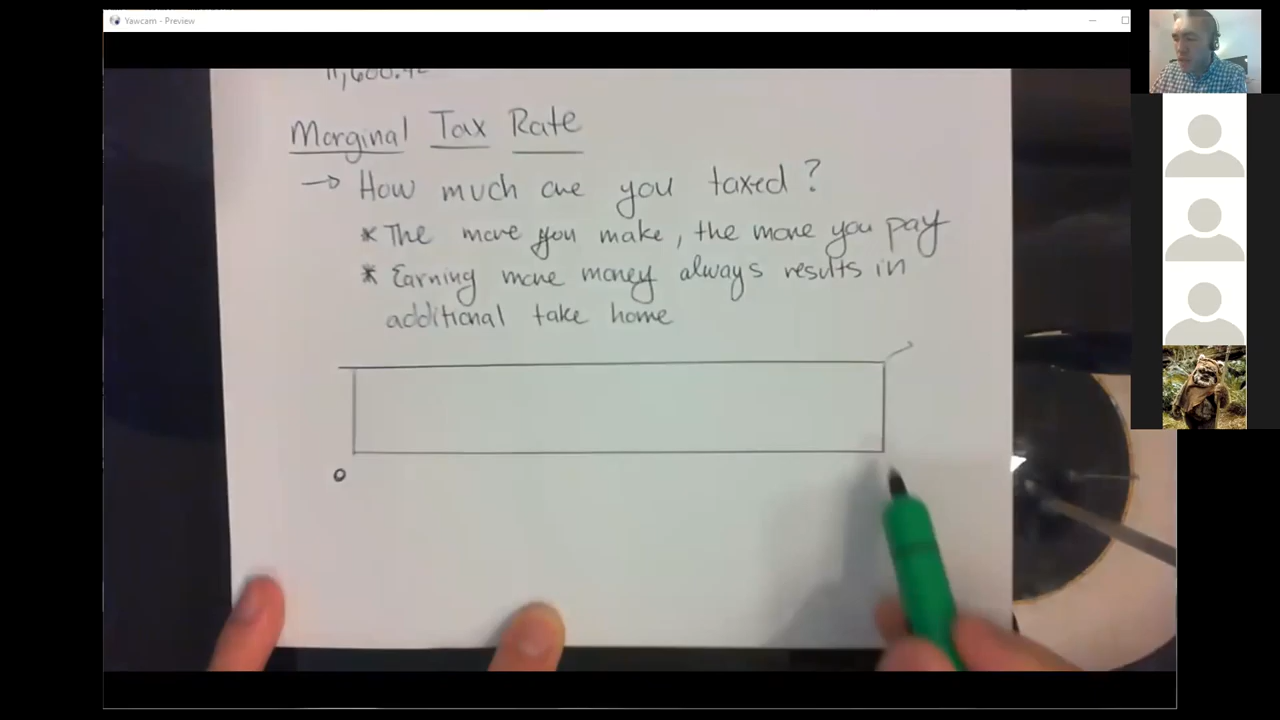 Yawcam - Preview
Marginal Tax Rate
→ How much are you taxed?
* The more you make, the more you pay
* Earning more money always results in
additional take home
0